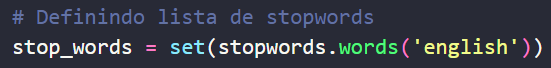 # Definindo lista de stopwords
stop_words = set(stopwords.words('english'))